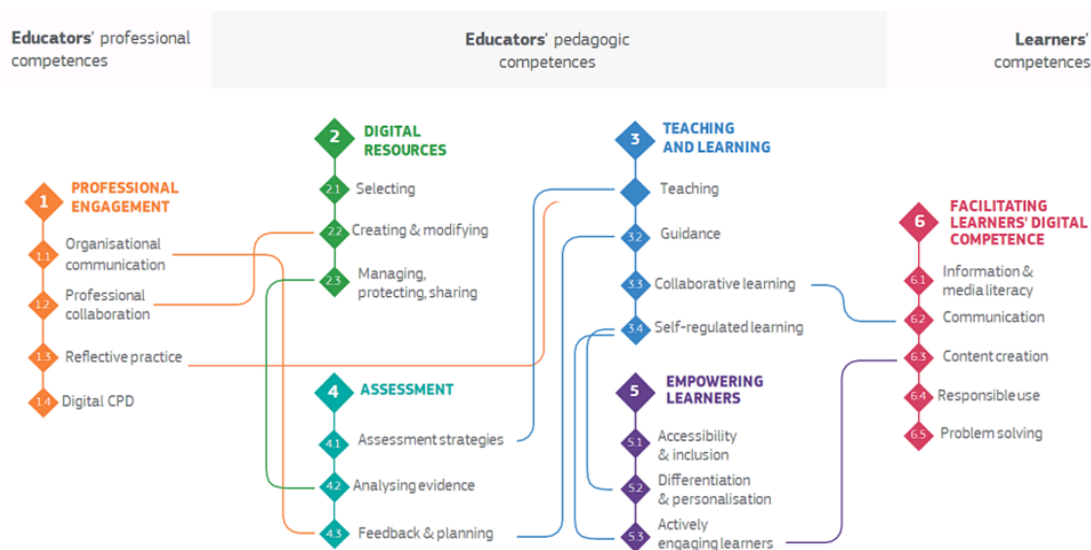 Educators' professional
competences
Educators' pedagogic
competences
Learners'
competences
1
PROFESSIONAL
ENGAGEMENT
1.1
Organisational
communication
1.2
Professional
collaboration
1.3
Reflective practice
1.4
Digital CPD
2
DIGITAL
RESOURCES
2.1
Selecting
2.2
Creating & modifying
2.3
Managing,
protecting, sharing
3
TEACHING
AND LEARNING
Teaching
3.2
Guidance
3.3
Collaborative learning
3.4
Self-regulated learning
4
ASSESSMENT
4.1
Assessment strategies
4.2
Analysing evidence
4.3
Feedback & planning
5
EMPOWERING
LEARNERS
5.1
Accessibility
& inclusion
5.2
Differentiation
& personalisation
5.3
Actively
engaging learners
6
FACILITATING
LEARNERS' DIGITAL
COMPETENCE
6.1
Information &
media literacy
6.2
Communication
6.3
Content creation
6.4
Responsible use
6.5
Problem solving